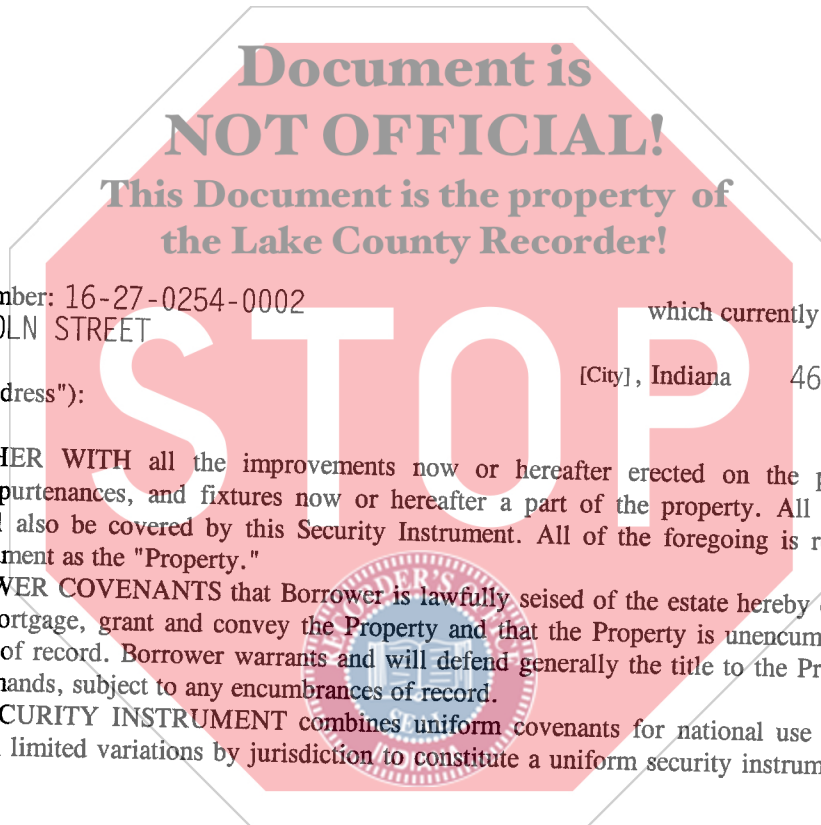 Document is
NOT OFFICIAL!
This Document is the property of
the Lake County Recorder!
STOP
mber: 16-27-0254-0002 which currently
OLN STREET
[City], Indiana 46
dress"):
HER WITH all the improvements now or hereafter erected on the p
purtenances, and fixtures now or hereafter a part of the property. All
l also be covered by this Security Instrument. All of the foregoing is r
ment as the "Property."
WER COVENANTS that Borrower is lawfully seised of the estate hereby
ortgage, grant and convey the Property and that the Property is unencum
of record. Borrower warrants and will defend generally the title to the Pr
nands, subject to any encumbrances of record.
CURITY INSTRUMENT combines uniform covenants for national use
limited variations by jurisdiction to constitute a uniform security instrum
RECORDER'S OFFICE
SEAL
INDIANA